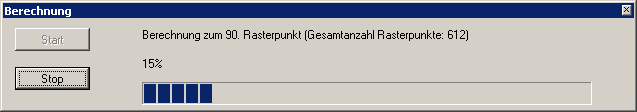 Berechnung
Start
Berechnung zum 90. Rasterpunkt (Gesamtanzahl Rasterpunkte: 612)
15%
Stop